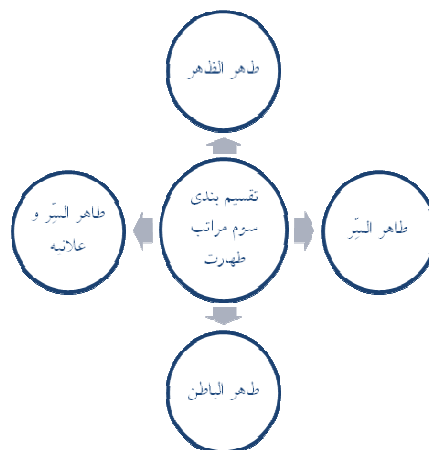 طاهر الظاهر
تقسیم بندی
سوم مراتب
طهارت
طاهر السِّر
طاهر السِّر و
علانیه
طاهر الباطن